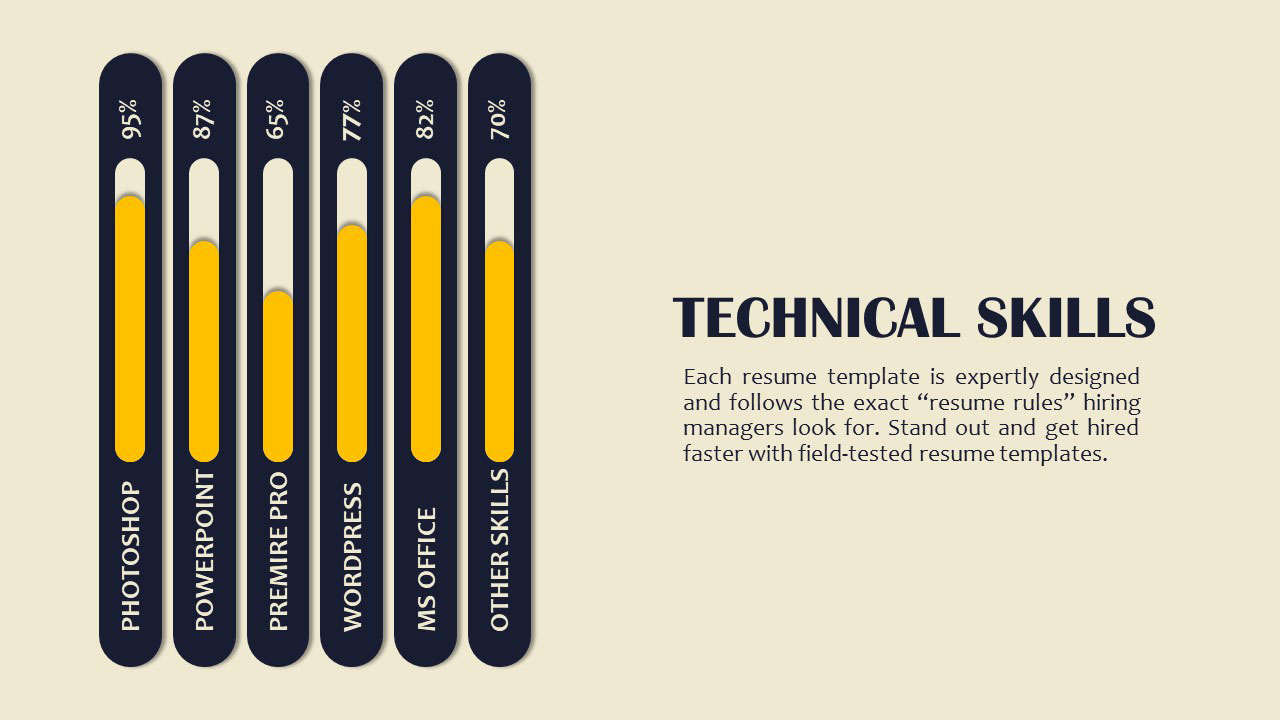 95%
87%
65%
77%
82%
70%
PHOTOSHOP
POWERPOINT
PREMIRE PRO
WORDPRESS
MS OFFICE
OTHER SKILLS
TECHNICAL SKILLS
Each resume template is expertly designed
and follows the exact “resume rules” hiring
managers look for. Stand out and get hired
faster with field-tested resume templates.